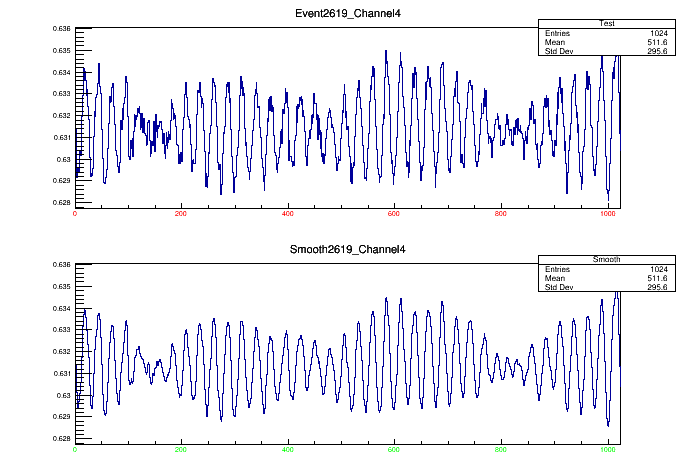 Event2619_Channel4
Test
Entries 1024
Mean 511.6
Std Dev 295.6
0.636
0.635
0.634
0.633
0.632
0.631
0.63
0.629
0.628
0 200 400 600 800 1000
Smooth2619_Channel4
Smooth
Entries 1024
Mean 511.6
Std Dev 295.6
0.636
0.635
0.634
0.633
0.632
0.631
0.63
0.629
0.628
0 200 400 600 800 1000